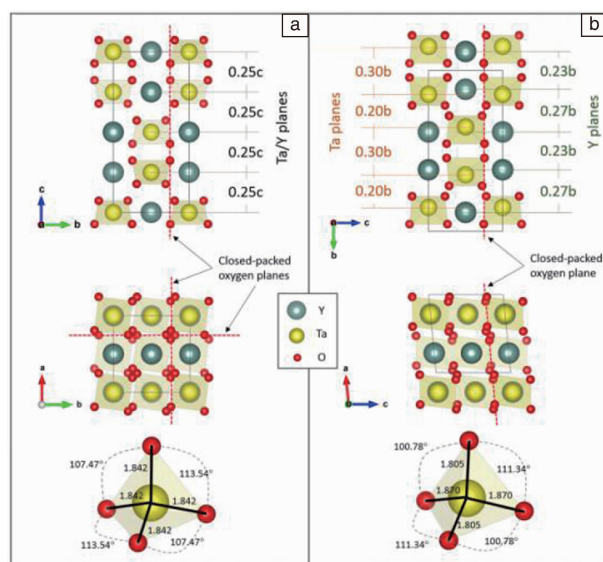 a
0.25c
0.25c
0.25c
0.25c
Ta/Y planes
c
b
Closed-packed
oxygen planes
a
b
107.47°
1.842
113.54°
1.842
1.842
1.842
113.54°
107.47°
Y
Ta
O
b
Ta planes
0.30b
0.20b
0.30b
0.20b
0.23b
0.27b
0.23b
0.27b
Y planes
c
b
Closed-packed
oxygen plane
a
c
100.78°
1.805
111.34°
1.870
1.870
1.805
111.34°
100.78°